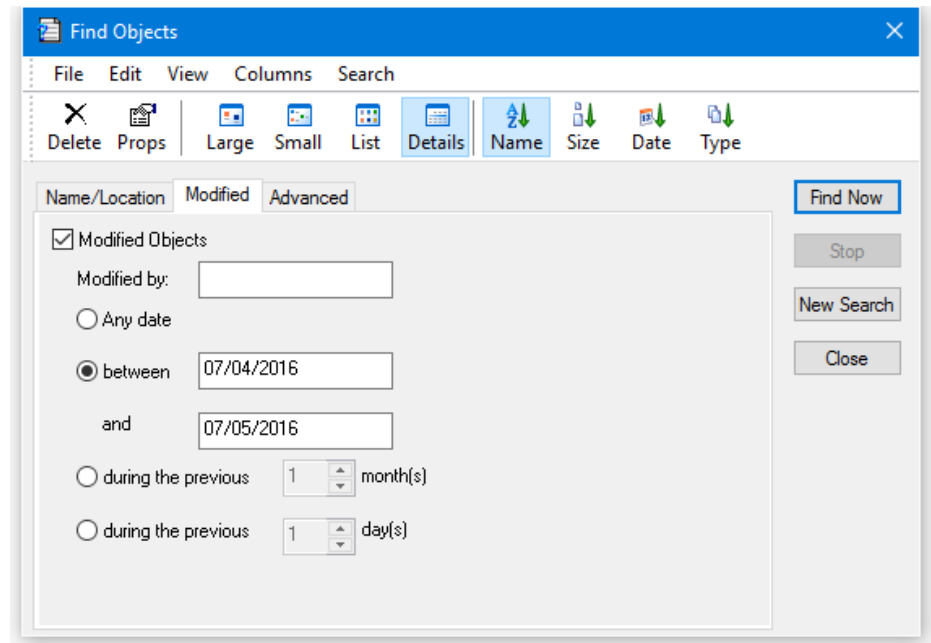 Find Objects
File Edit View Columns Search
Delete Props Large Small List Details Name Size Date Type
Name/Location Modified Advanced
Find Now
Modified Objects
Stop
Modified by:
New Search
Any date
Close
between 07/04/2016
and 07/05/2016
during the previous 1 month(s)
during the previous 1 day(s)